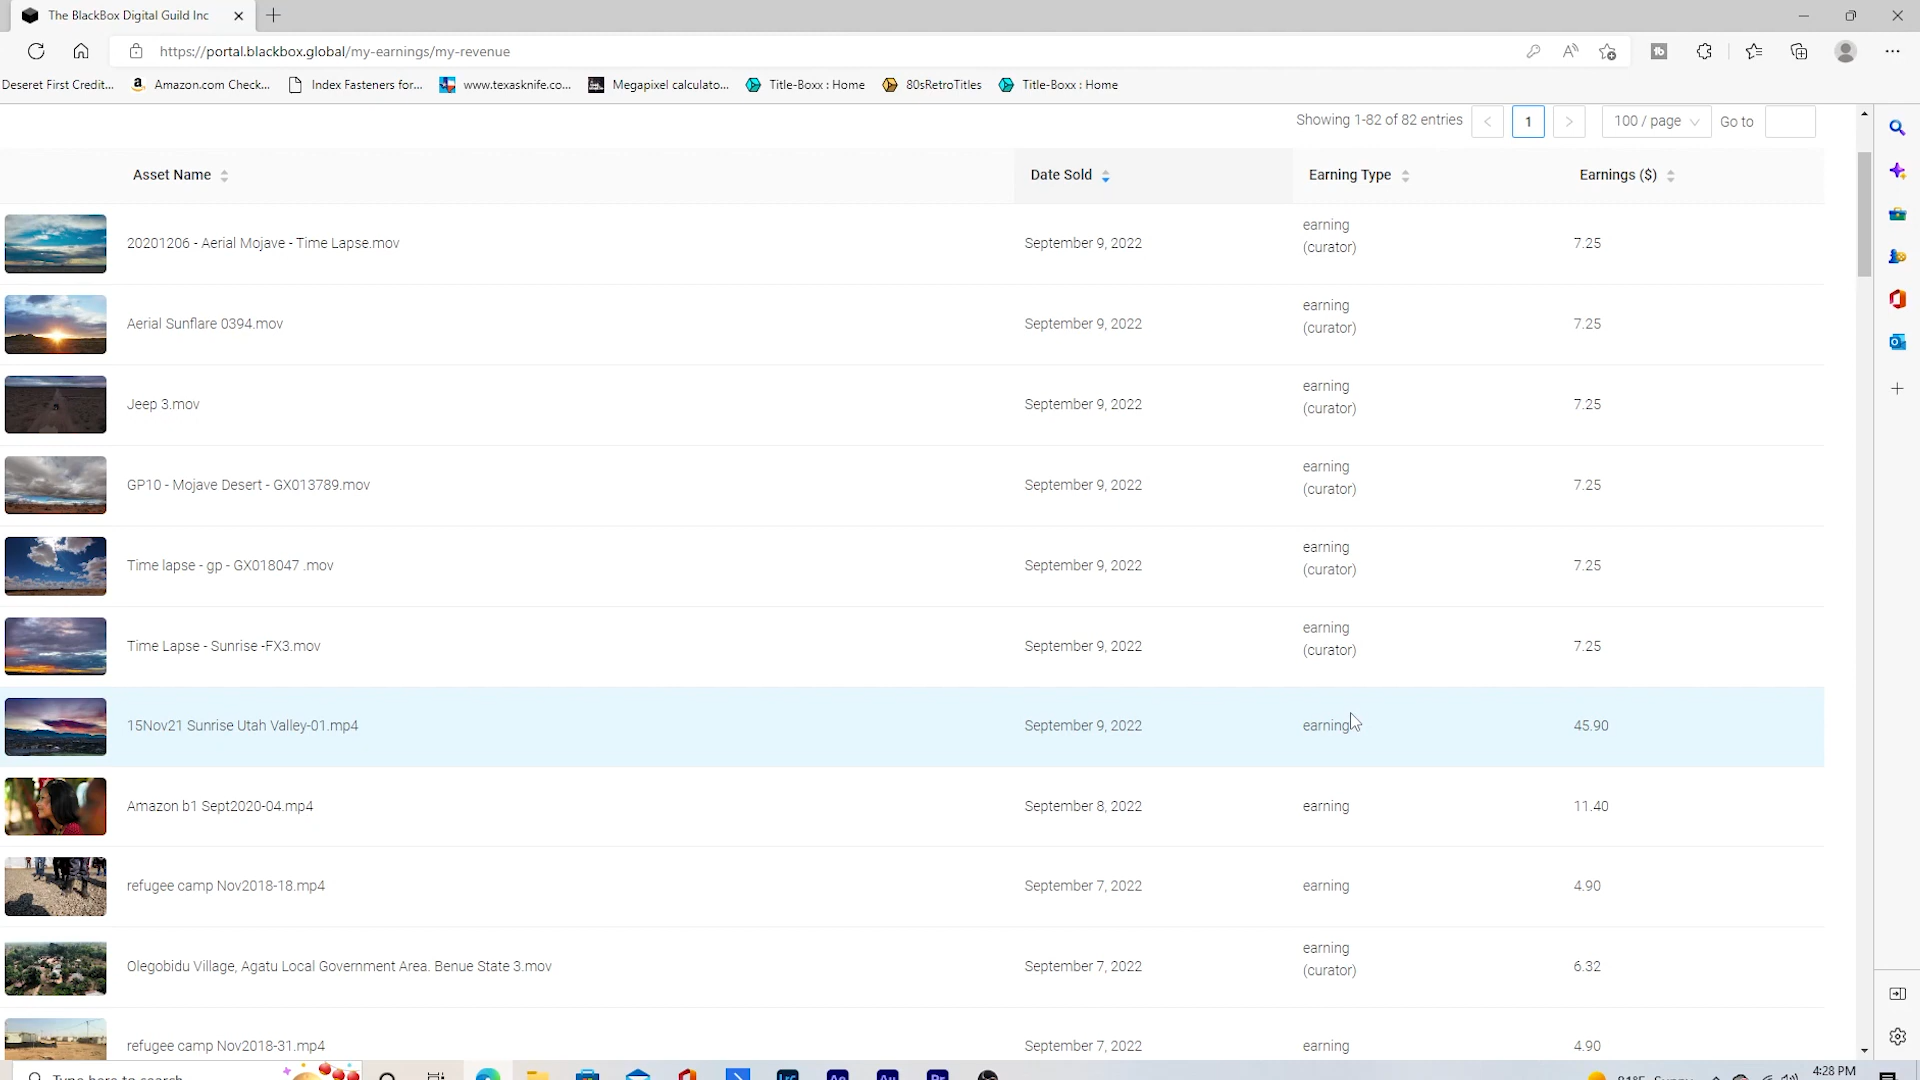 The BlackBox Digital Guild Inc
https://portal.blackbox.global/my-earnings/my-revenue
Deseret First Credit... Amazon.com Check... Index Fasteners for... www.texasknife.co... Megapixel calculato... Title-Boxx : Home 80sRetroTitles Title-Boxx : Home
Showing 1-82 of 82 entries < 1 > 100 / page Go to
Asset Name Date Sold Earning Type Earnings ($)
20201206 - Aerial Mojave - Time Lapse.mov September 9, 2022 earning (curator) 7.25
Aerial Sunflare 0394.mov September 9, 2022 earning (curator) 7.25
Jeep 3.mov September 9, 2022 earning (curator) 7.25
GP10 - Mojave Desert - GX013789.mov September 9, 2022 earning (curator) 7.25
Time lapse - gp - GX018047 .mov September 9, 2022 earning (curator) 7.25
Time Lapse - Sunrise -FX3.mov September 9, 2022 earning (curator) 7.25
15Nov21 Sunrise Utah Valley-01.mp4 September 9, 2022 earning 45.90
Amazon b1 Sept2020-04.mp4 September 8, 2022 earning 11.40
refugee camp Nov2018-18.mp4 September 7, 2022 earning 4.90
Olegobidu Village, Agatu Local Government Area. Benue State 3.mov September 7, 2022 earning (curator) 6.32
refugee camp Nov2018-31.mp4 September 7, 2022 earning 4.90
Type here to search
4:28 PM